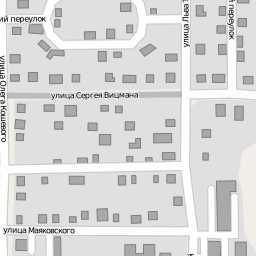 ий переулок
улица Льва Т
й переулок
улица Олега Кошевого
улица Сергея Вицмана
улица Маяковского